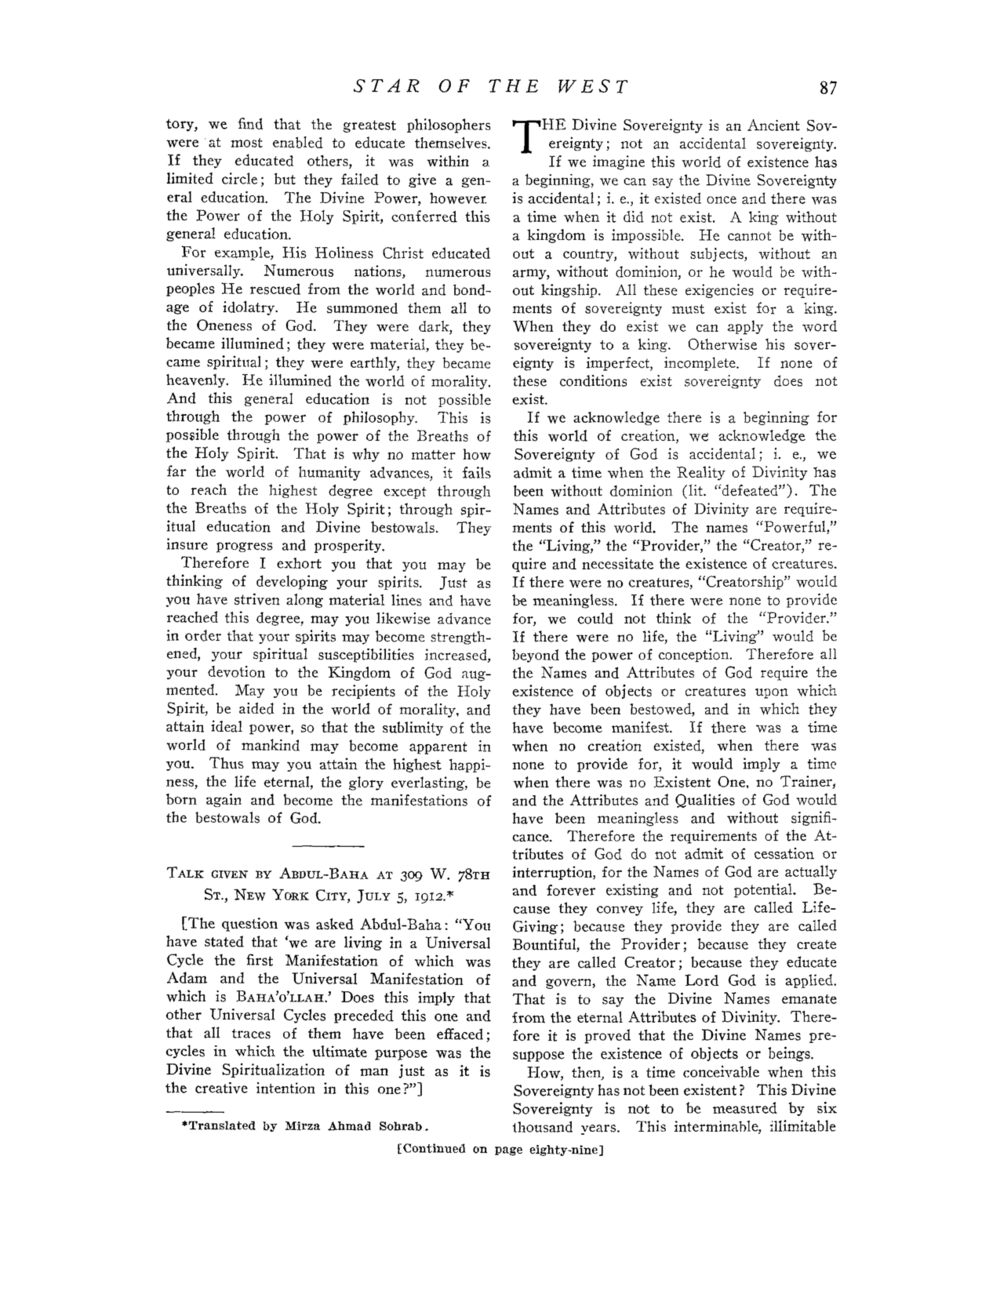 STAR OF THE WEST 87
tory, we find that the greatest philosophers
were at most enabled to educate themselves.
If they educated others, it was within a
limited circle; but they failed to give a gen-
eral education. The Divine Power, however
the Power of the Holy Spirit, conferred this
general education.
For example, His Holiness Christ educated
universally. Numerous nations, numerous
peoples He rescued from the world and bond-
age of idolatry. He summoned them all to
the Oneness of God. They were dark, they
became illumined; they were material, they be-
came spiritual; they were earthly, they became
heavenly. He illumined the world of morality.
And this general education is not possible
through the power of philosophy. This is
possible through the power of the Breaths of
the Holy Spirit. That is why no matter how
far the world of humanity advances, it fails
to reach the highest degree except through
the Breaths of the Holy Spirit; through spir-
itual education and Divine bestowals. They
insure progress and prosperity.
Therefore I exhort you that you may be
thinking of developing your spirits. Just as
you have striven along material lines and have
reached this degree, may you likewise advance
in order that your spirits may become strength-
ened, your spiritual susceptibilities increased,
your devotion to the Kingdom of God aug-
mented. May you be recipients of the Holy
Spirit, be aided in the world of morality, and
attain ideal power, so that the sublimity of the
world of mankind may become apparent in
you. Thus may you attain the highest happi-
ness, the life eternal, the glory everlasting, be
born again and become the manifestations of
the bestowals of God.
TALK GIVEN BY ABDUL-BAHA AT 309 W. 78TH
ST., NEW YORK CITY, JULY 5, 1912.*
[The question was asked Abdul-Baha: "You
have stated that 'we are living in a Universal
Cycle the first Manifestation of which was
Adam and the Universal Manifestation of
which is BAHA'O'LLAH.' Does this imply that
other Universal Cycles preceded this one and
that all traces of them have been effaced;
cycles in which the ultimate purpose was the
Divine Spiritualization of man just as it is
the creative intention in this one?"]
*Translated by Mirza Ahmad Sohrab.
THE Divine Sovereignty is an Ancient Sov-
ereignty; not an accidental sovereignty.
If we imagine this world of existence has
a beginning, we can say the Divine Sovereignty
is accidental; i. e., it existed once and there was
a time when it did not exist. A king without
a kingdom is impossible. He cannot be with-
out a country, without subjects, without an
army, without dominion, or he would be with-
out kingship. All these exigencies or require-
ments of sovereignty must exist for a king.
When they do exist we can apply the word
sovereignty to a king. Otherwise his sover-
eignty is imperfect, incomplete. If none of
these conditions exist sovereignty does not
exist.
If we acknowledge there is a beginning for
this world of creation, we acknowledge the
Sovereignty of God is accidental; i. e., we
admit a time when the Reality of Divinity has
been without dominion (lit. "defeated"). The
Names and Attributes of Divinity are require-
ments of this world. The names "Powerful,"
the "Living," the "Provider," the "Creator," re-
quire and necessitate the existence of creatures.
If there were no creatures, "Creatorship" would
be meaningless. If there were none to provide
for, we could not think of the "Provider."
If there were no life, the "Living" would be
beyond the power of conception. Therefore all
the Names and Attributes of God require the
existence of objects or creatures upon which
they have been bestowed, and in which they
have become manifest. If there was a time
when no creation existed, when there was
none to provide for, it would imply a time
when there was no Existent One, no Trainer,
and the Attributes and Qualities of God would
have been meaningless and without signifi-
cance. Therefore the requirements of the At-
tributes of God do not admit of cessation or
interruption, for the Names of God are actually
and forever existing and not potential. Be-
cause they convey life, they are called Life-
Giving; because they provide they are called
Bountiful, the Provider; because they create
they are called Creator; because they educate
and govern, the Name Lord God is applied.
That is to say the Divine Names emanate
from the eternal Attributes of Divinity. There-
fore it is proved that the Divine Names pre-
suppose the existence of objects or beings.
How, then, is a time conceivable when this
Sovereignty has not been existent? This Divine
Sovereignty is not to be measured by six
thousand years. This interminable, illimitable
[Continued on page eighty-nine]